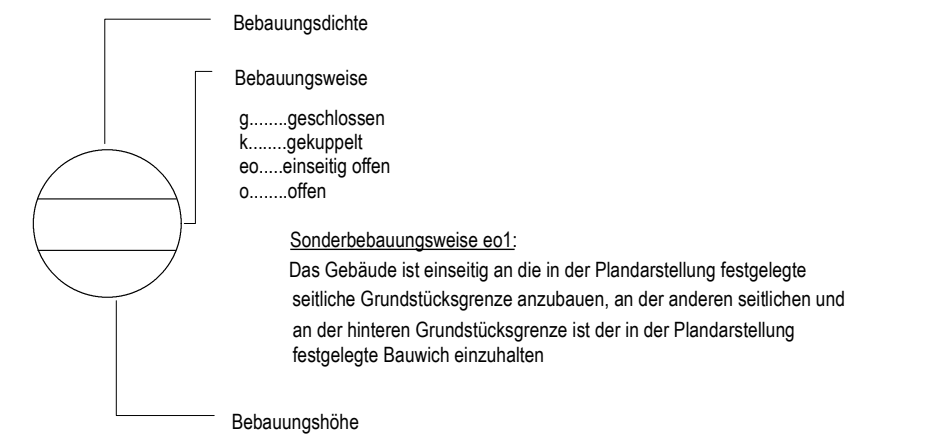 Bebauungsdichte
Bebauungsweise
g........geschlossen
k........gekuppelt
eo.....einseitig offen
o........offen
Sonderbebauungsweise eo1:
Das Gebäude ist einseitig an die in der Plandarstellung festgelegte
seitliche Grundstücksgrenze anzubauen, an der anderen seitlichen und
an der hinteren Grundstücksgrenze ist der in der Plandarstellung
festgelegte Bauwich einzuhalten
Bebauungshöhe